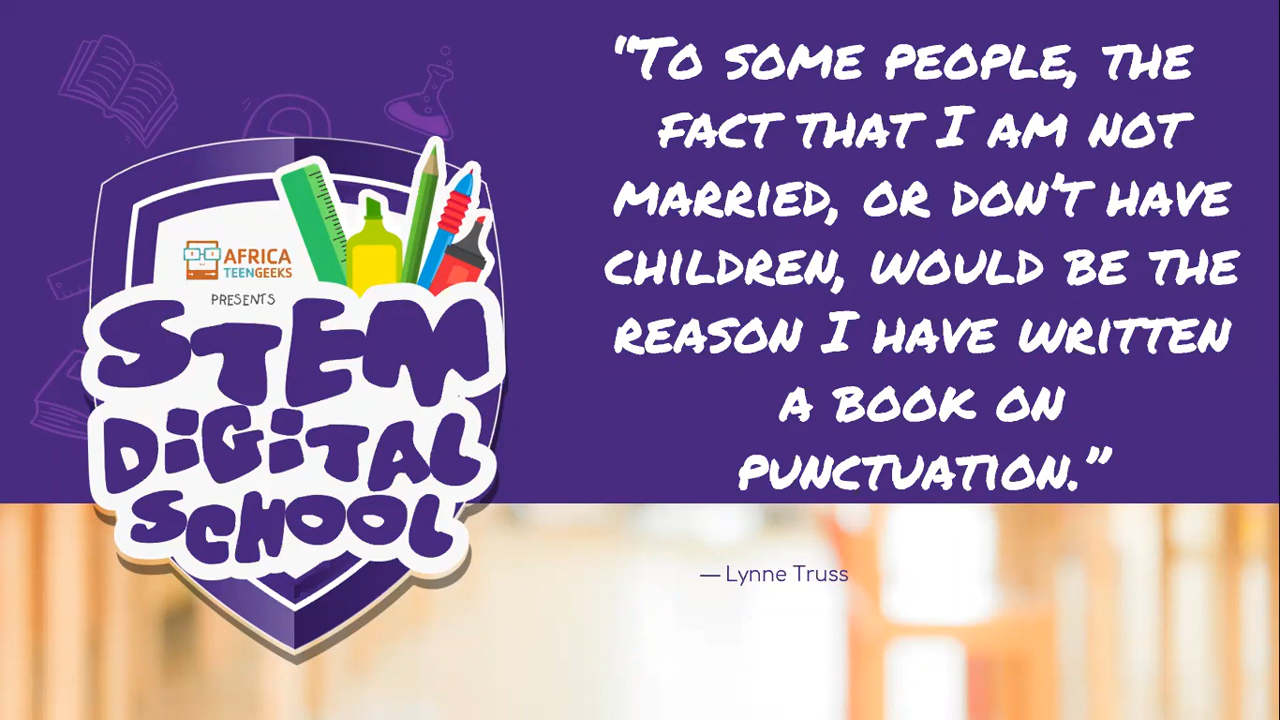 AFRICA
TEENGEEKS
PRESENTS
STEM
DiGiTAL
SCHOOL
“To some people, the
fact that I am not
married, or don’t have
children, would be the
reason I have written
a book on
punctuation.”
— Lynne Truss